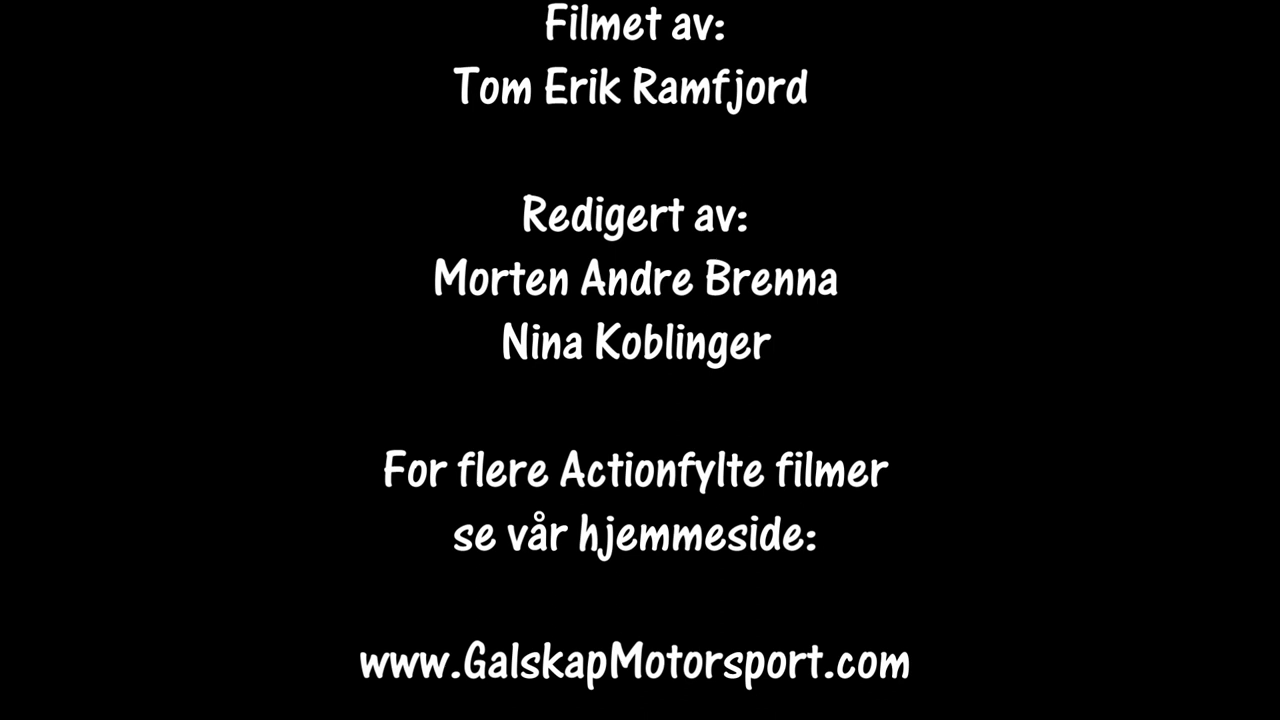 Filmet av:
Tom Erik Ramfjord
Redigert av:
Morten Andre Brenna
Nina Koblinger
For flere Actionfylte filmer
se vår hjemmeside:
www.GalskapMotorsport.com